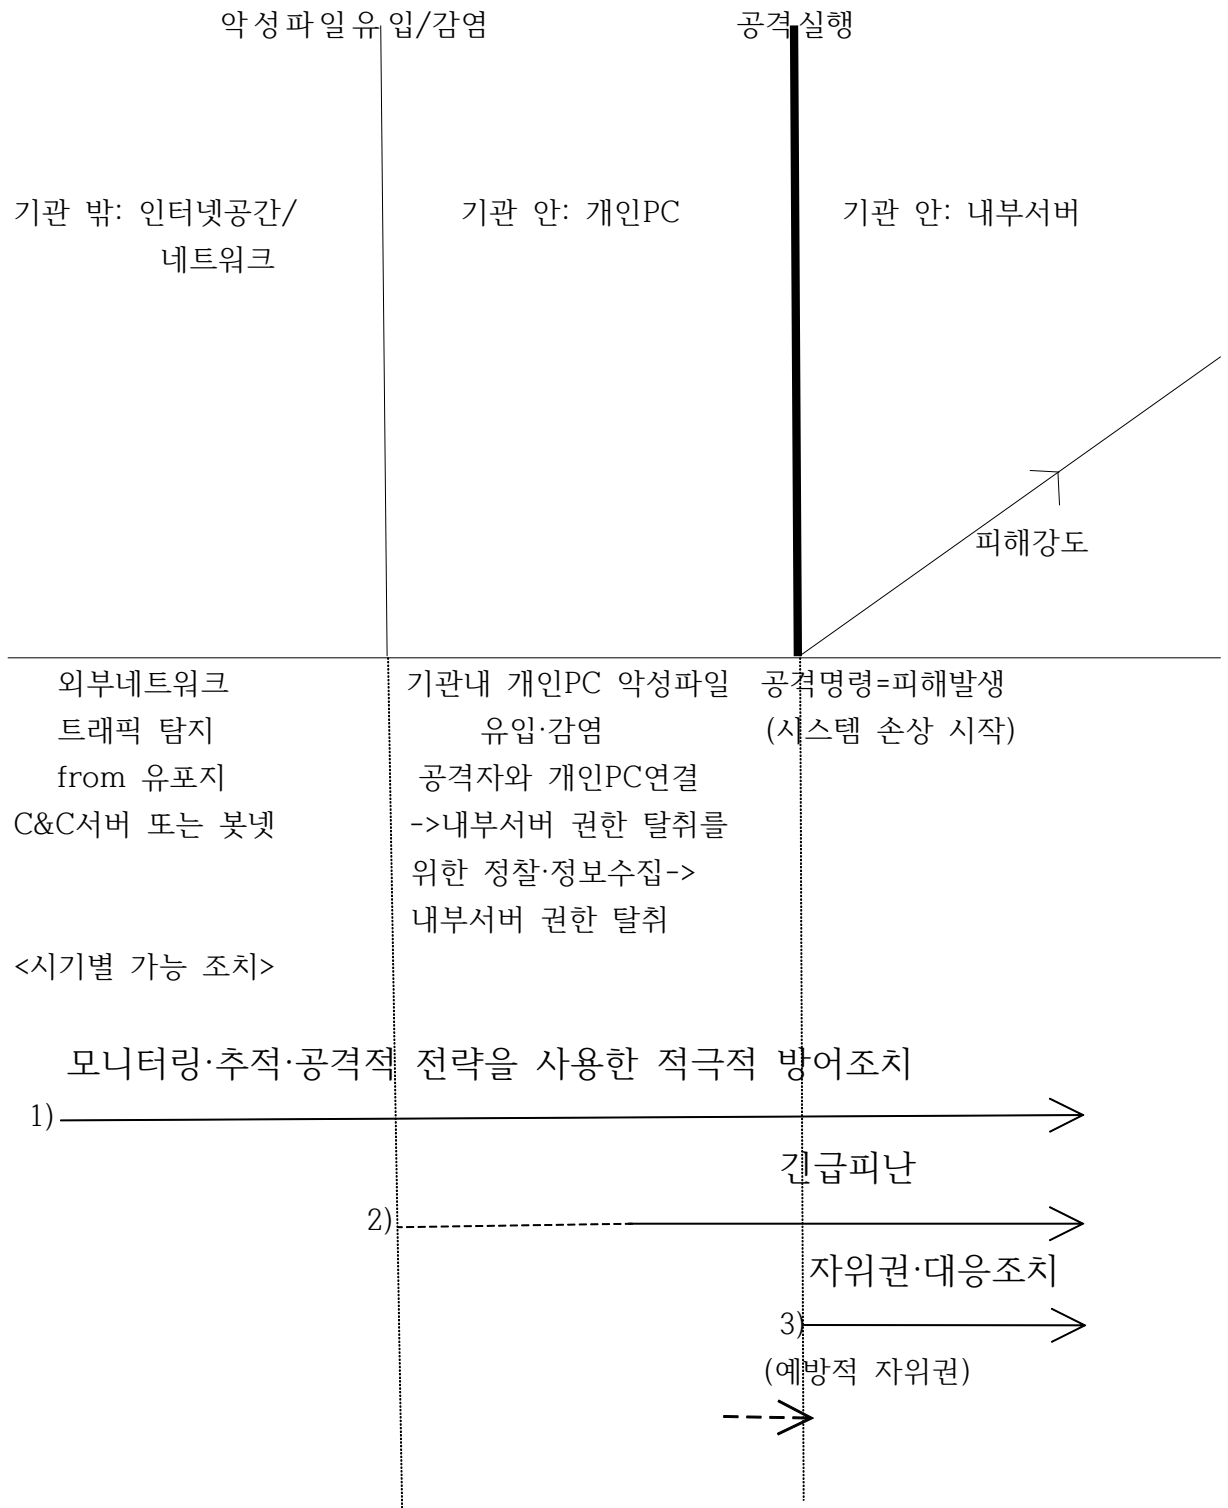 악성파일유입/감염
공격실행
기관 밖: 인터넷공간/
네트워크
기관 안: 개인PC
기관 안: 내부서버
피해강도
외부네트워크
트래픽 탐지
from 유포지
C&C서버 또는 봇넷
기관내 개인PC 악성파일
유입·감염
공격자와 개인PC연결
->내부서버 권한 탈취를
위한 정찰·정보수집->
내부서버 권한 탈취
공격명령=피해발생
(시스템 손상 시작)
<시기별 가능 조치>
모니터링·추적·공격적 전략을 사용한 적극적 방어조치
1)
긴급피난
2)
자위권·대응조치
3)
(예방적 자위권)